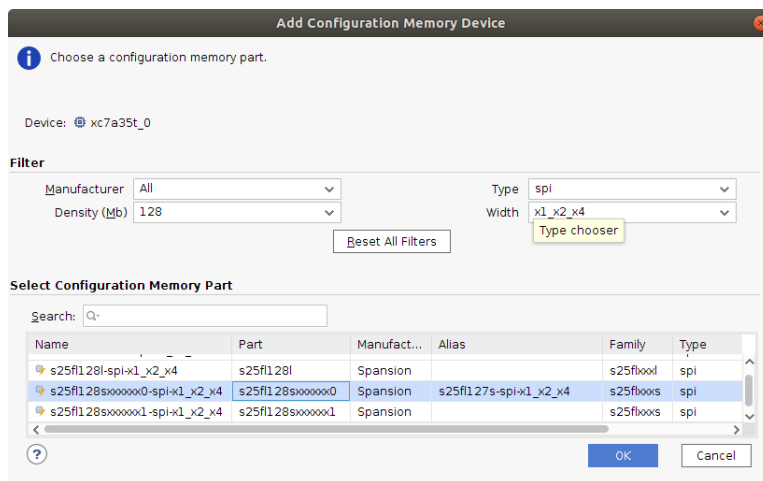 Add Configuration Memory Device
Choose a configuration memory part.
Device: xc7a35t_0
Filter
Manufacturer All Type spi
Density (Mb) 128 Width x1_x2_x4
Type chooser
Reset All Filters
Select Configuration Memory Part
Search: Q-
Name Part Manufact... Alias Family Type
s25fl128l-spi-x1_x2_x4 s25fl128l Spansion s25flxxxl spi
s25fl128sxxxxxx0-spi-x1_x2_x4 s25fl128sxxxxxx0 Spansion s25fl127s-spi-x1_x2_x4 s25flxxxs spi
s25fl128sxxxxxx1-spi-x1_x2_x4 s25fl128sxxxxxx1 Spansion s25flxxxs spi
? OK Cancel